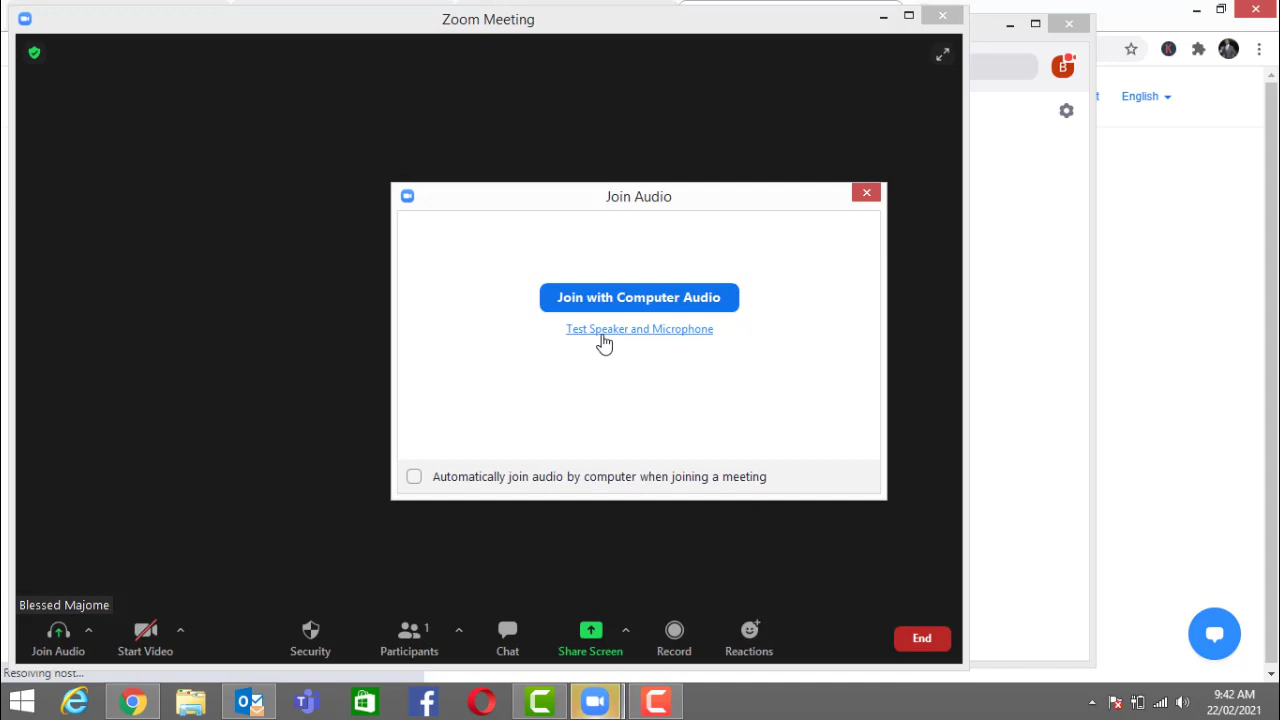 Zoom Meeting
K
B
t
English
Join Audio
Join with Computer Audio
Test Speaker and Microphone
Automatically join audio by computer when joining a meeting
Blessed Majome
Join Audio
Start Video
Security
Participants
1
Chat
Share Screen
Record
Reactions
End
Resolving host...
9:42 AM
22/02/2021